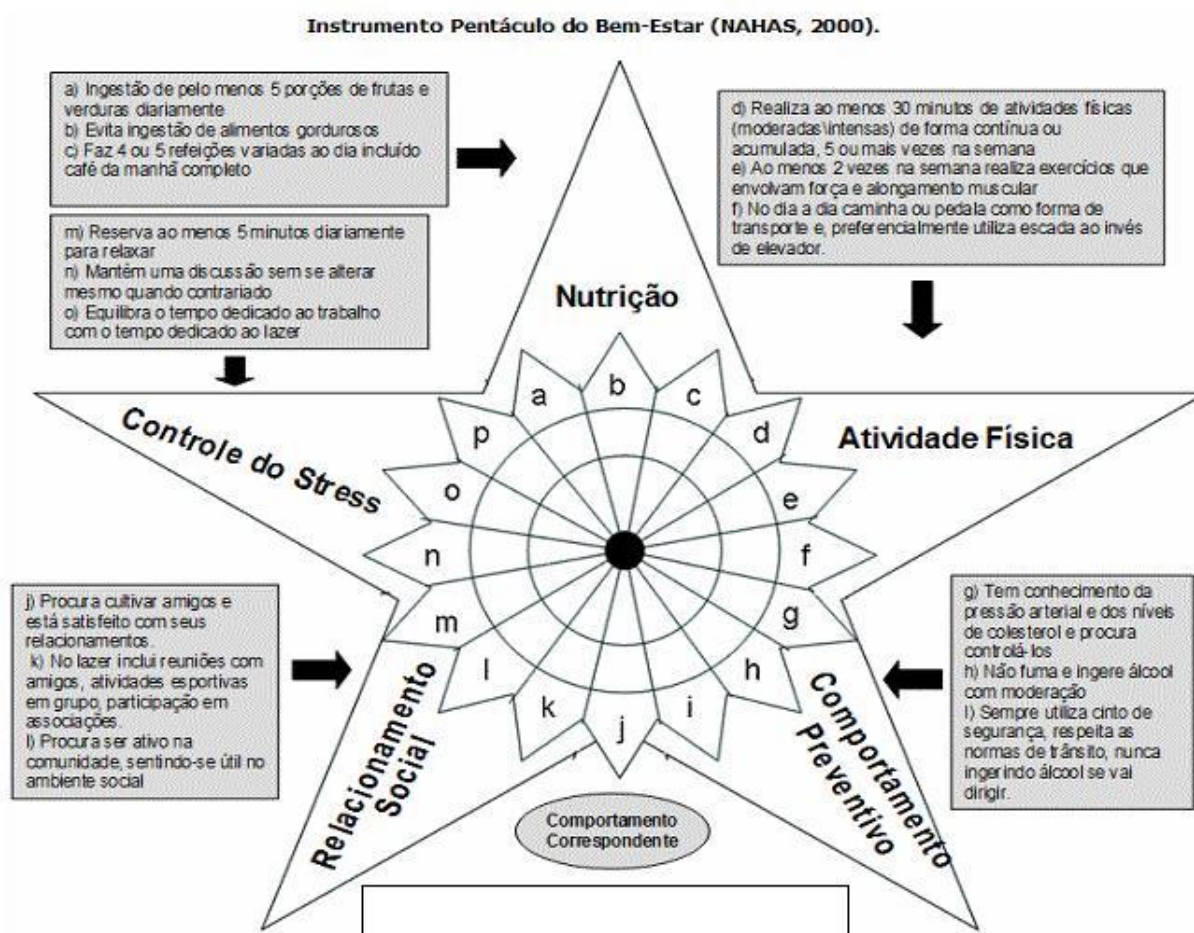 Instrumento Pentáculo do Bem-Estar (NAHAS, 2000).
a) Ingestão de pelo menos 5 porções de frutas e
verduras diariamente
b) Evita ingestão de alimentos gordurosos
c) Faz 4 ou 5 refeições variadas ao dia incluído
café da manhã completo
d) Realiza ao menos 30 minutos de atividades físicas
(moderadas\intensas) de forma contínua ou
acumulada, 5 ou mais vezes na semana
e) Ao menos 2 vezes na semana realiza exercícios que
envolvam força e alongamento muscular
f) No dia a dia caminha ou pedala como forma de
transporte e, preferencialmente utiliza escada ao invés
de elevador.
m) Reserva ao menos 5 minutos diariamente
para relaxar
n) Mantém uma discussão sem se alterar
mesmo quando contrariado
o) Equilibra o tempo dedicado ao trabalho
com o tempo dedicado ao lazer
Nutrição
Controle do Stress
Atividade Física
a
b
c
d
e
f
g
h
i
j
k
l
m
n
o
p
j) Procura cultivar amigos e
está satisfeito com seus
relacionamentos.
k) No lazer inclui reuniões com
amigos, atividades esportivas
em grupo, participação em
associações.
l) Procura ser ativo na
comunidade, sentindo-se útil no
ambiente social
g) Tem conhecimento da
pressão arterial e dos níveis
de colesterol e procura
controlá-los
h) Não fuma e ingere álcool
com moderação
I) Sempre utiliza cinto de
segurança, respeita as
normas de trânsito, nunca
ingerindo álcool se vai
dirigir.
Relacionamento
Social
Comportamento
Preventivo
Comportamento
Correspondente